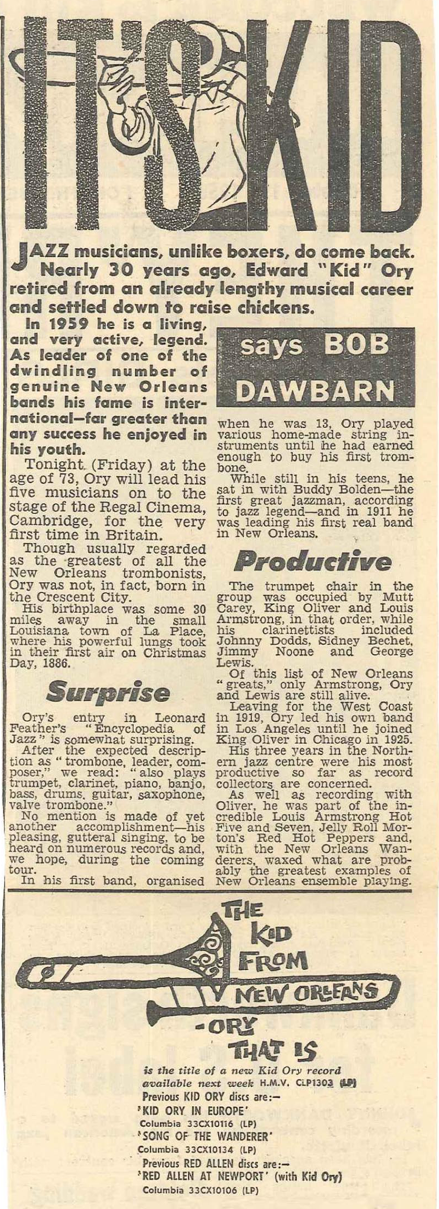 IT'S KID
JAZZ musicians, unlike boxers, do come back.
Nearly 30 years ago, Edward "Kid" Ory
retired from an already lengthy musical career
and settled down to raise chickens.
In 1959 he is a living,
and very active, legend.
As leader of one of the
dwindling number of
genuine New Orleans
bands his fame is inter-
national—far greater than
any success he enjoyed in
his youth.
Tonight (Friday) at the
age of 73, Ory will lead his
five musicians on to the
stage of the Regal Cinema,
Cambridge, for the very
first time in Britain.
Though usually regarded
as the greatest of all the
New Orleans trombonists,
Ory was not, in fact, born in
the Crescent City.
His birthplace was some 30
miles away in the small
Louisiana town of La Place,
where his powerful lungs took
in their first air on Christmas
Day, 1886.
Surprise
Ory's entry in Leonard
Feather's "Encyclopedia of
Jazz" is somewhat surprising.
After the expected descrip-
tion as "trombone, leader, com-
poser," we read: "also plays
trumpet, clarinet, piano, banjo,
bass, drums, guitar, saxophone,
valve trombone."
No mention is made of yet
another accomplishment—his
pleasing, gutteral singing, to be
heard on numerous records and,
we hope, during the coming
tour.
In his first band, organised
says BOB
DAWBARN
when he was 13, Ory played
various home-made string in-
struments until he had earned
enough to buy his first trom-
bone.
While still in his teens, he
sat in with Buddy Bolden—the
first great jazzman, according
to jazz legend—and in 1911 he
was leading his first real band
in New Orleans.
Productive
The trumpet chair in the
group was occupied by Mutt
Carey, King Oliver and Louis
Armstrong, in that order, while
his clarinettists included
Johnny Dodds, Sidney Bechet,
Jimmy Noone and George
Lewis.
Of this list of New Orleans
"greats," only Armstrong, Ory
and Lewis are still alive.
Leaving for the West Coast
in 1919, Ory led his own band
in Los Angeles until he joined
King Oliver in Chicago in 1925.
His three years in the North-
ern jazz centre were his most
productive so far as record
collectors are concerned.
As well as recording with
Oliver, he was part of the in-
credible Louis Armstrong Hot
Five and Seven, Jelly Roll Mor-
ton's Red Hot Peppers and,
with the New Orleans Wan-
derers, waxed what are prob-
ably the greatest examples of
New Orleans ensemble playing.
THE
KID
FROM
NEW ORLEANS
-ORY
THAT IS
is the title of a new Kid Ory record
available next week H.M.V. CLP1303 (LP)
Previous KID ORY discs are:—
'KID ORY IN EUROPE'
Columbia 33CX10116 (LP)
'SONG OF THE WANDERER'
Columbia 33CX10134 (LP)
Previous RED ALLEN discs are:—
'RED ALLEN AT NEWPORT' (with Kid Ory)
Columbia 33CX10106 (LP)